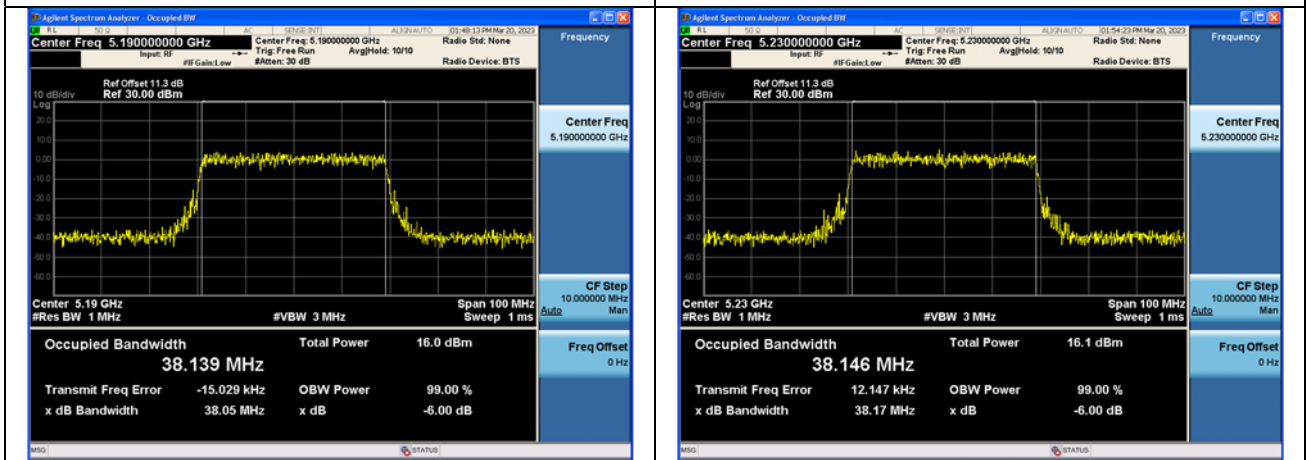 Agilent Spectrum Analyzer - Occupied BW
RL 50 Ω AC SENSE:INT ALIGN AUTO 01:48:13 PM Mar 20, 2023
Center Freq 5.190000000 GHz
Input: RF
#IFGain:Low
Center Freq: 5.190000000 GHz
Trig: Free Run Avg|Hold: 10/10
#Atten: 30 dB
Radio Std: None
Radio Device: BTS
Ref Offset 11.3 dB
10 dB/div Ref 30.00 dBm
Log
20.0
10.0
0.00
-10.0
-20.0
-30.0
-40.0
-50.0
-60.0
Center 5.19 GHz Span 100 MHz
#Res BW 1 MHz #VBW 3 MHz Sweep 1 ms
Occupied Bandwidth Total Power 16.0 dBm
38.139 MHz
Transmit Freq Error -15.029 kHz OBW Power 99.00 %
x dB Bandwidth 38.05 MHz x dB -6.00 dB
MSG STATUS
Frequency
Center Freq
5.190000000 GHz
CF Step
10.000000 MHz
Auto Man
Freq Offset
0 Hz
Agilent Spectrum Analyzer - Occupied BW
RL 50 Ω AC SENSE:INT ALIGN AUTO 01:54:23 PM Mar 20, 2023
Center Freq 5.230000000 GHz
Input: RF
#IFGain:Low
Center Freq: 5.230000000 GHz
Trig: Free Run Avg|Hold: 10/10
#Atten: 30 dB
Radio Std: None
Radio Device: BTS
Ref Offset 11.3 dB
10 dB/div Ref 30.00 dBm
Log
20.0
10.0
0.00
-10.0
-20.0
-30.0
-40.0
-50.0
-60.0
Center 5.23 GHz Span 100 MHz
#Res BW 1 MHz #VBW 3 MHz Sweep 1 ms
Occupied Bandwidth Total Power 16.1 dBm
38.146 MHz
Transmit Freq Error 12.147 kHz OBW Power 99.00 %
x dB Bandwidth 38.17 MHz x dB -6.00 dB
MSG STATUS
Frequency
Center Freq
5.230000000 GHz
CF Step
10.000000 MHz
Auto Man
Freq Offset
0 Hz